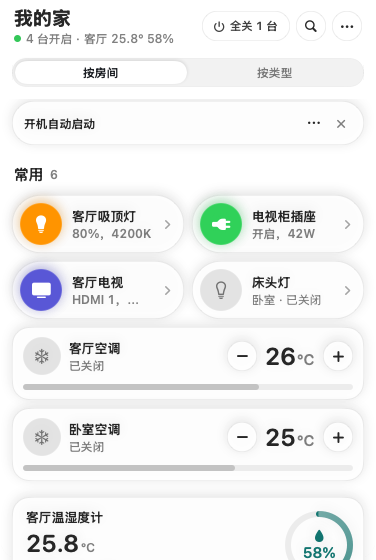 我的家
4 台开启 · 客厅 25.8° 58%
全关 1 台
按房间
按类型
开机自动启动
常用 6
客厅吸顶灯
80%，4200K
电视柜插座
开启，42W
客厅电视
HDMI 1，...
床头灯
卧室 · 已关闭
客厅空调
已关闭
26°C
卧室空调
已关闭
25°C
客厅温湿度计
25.8°C
58%